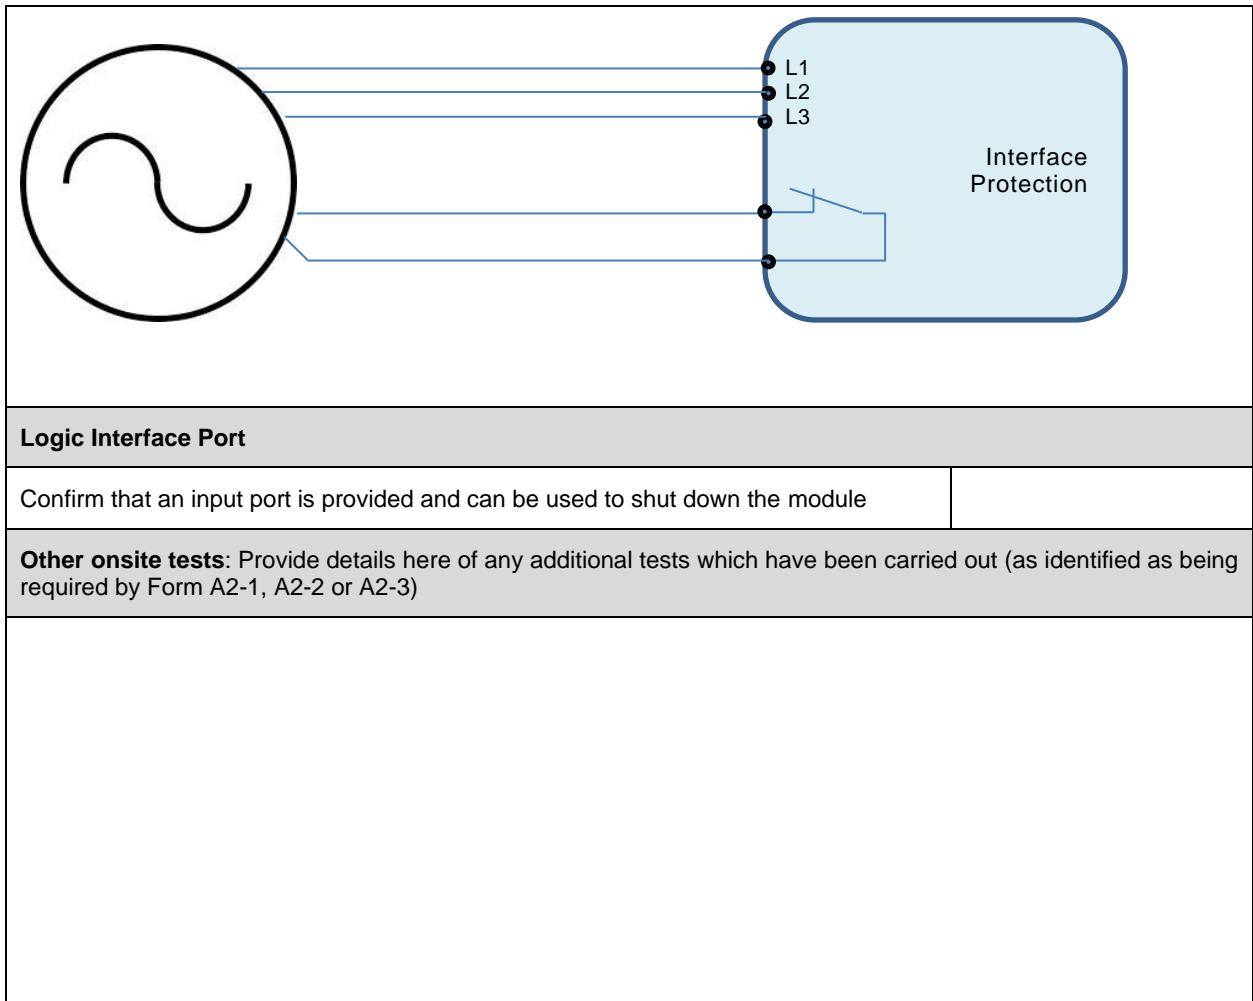 L1
L2
L3
Interface
Protection
Logic Interface Port
Confirm that an input port is provided and can be used to shut down the module
Other onsite tests: Provide details here of any additional tests which have been carried out (as identified as being
required by Form A2-1, A2-2 or A2-3)